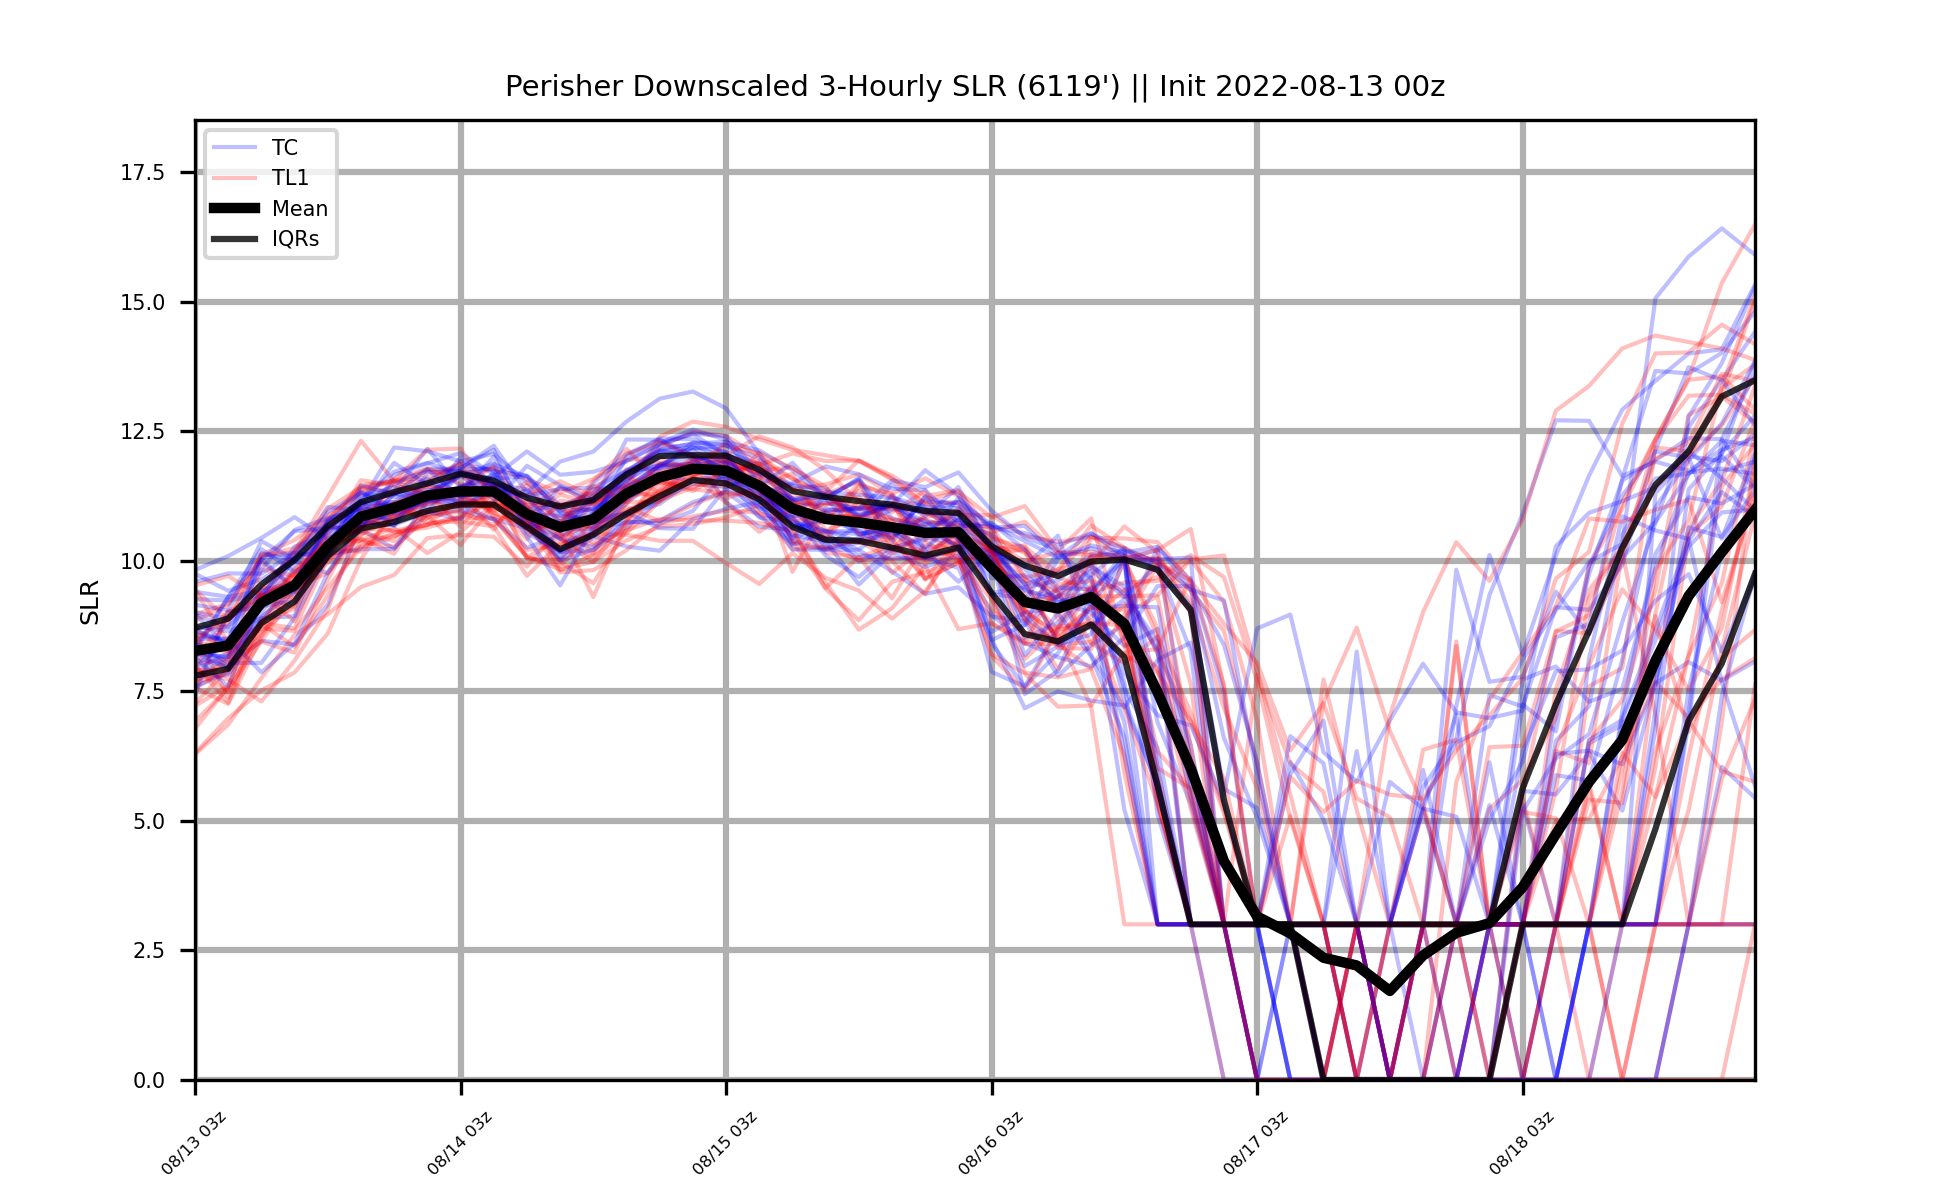 Perisher Downscaled 3-Hourly SLR (6119') || Init 2022-08-13 00z
TC
TL1
Mean
IQRs
17.5
15.0
12.5
10.0
7.5
5.0
2.5
0.0
SLR
08/13 03z
08/14 03z
08/15 03z
08/16 03z
08/17 03z
08/18 03z